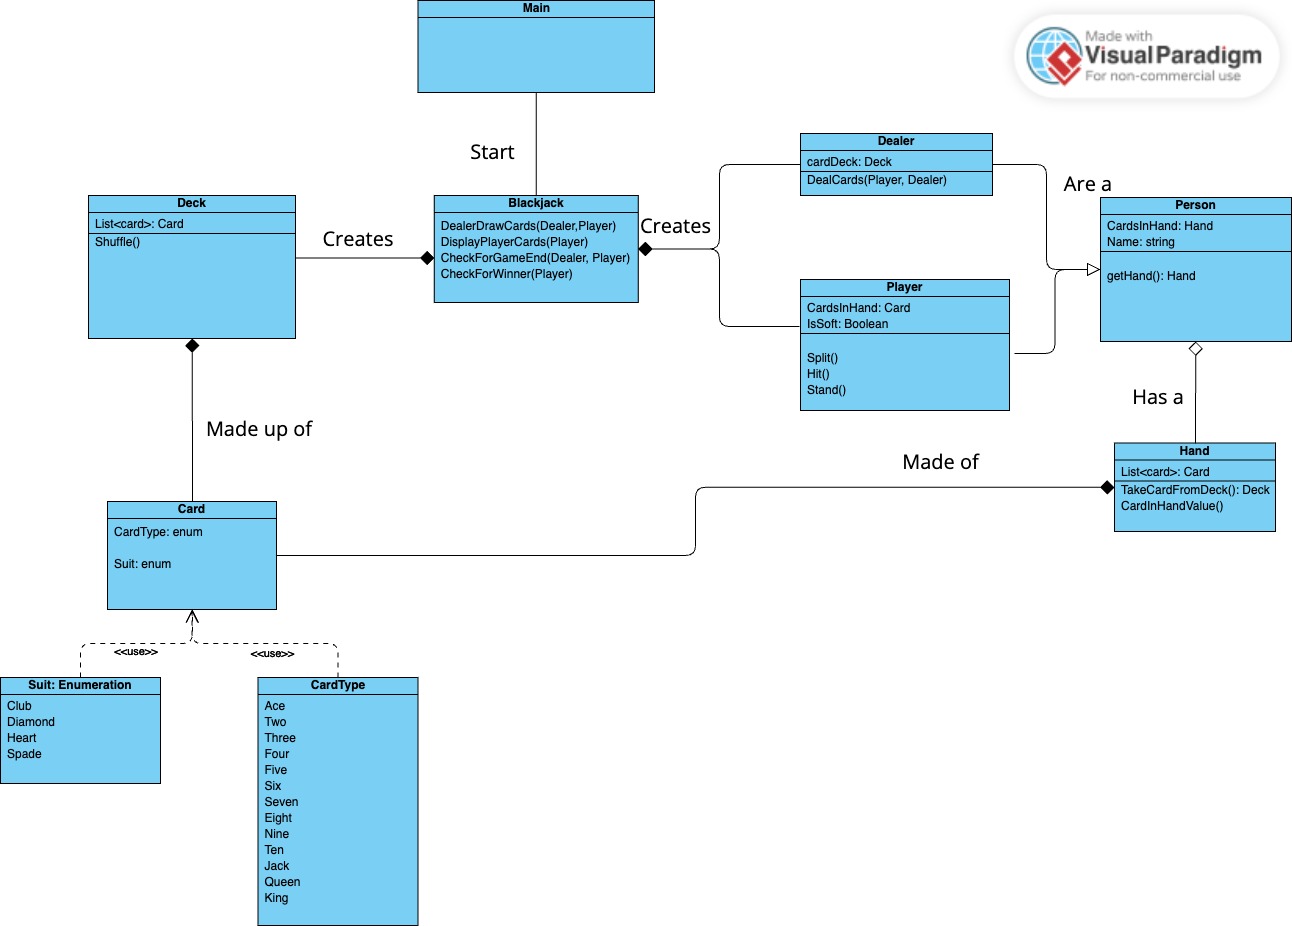 Main
Made with
Visual Paradigm
For non-commercial use
Start
Dealer
cardDeck: Deck
DealCards(Player, Dealer)
Are a
Person
CardsInHand: Hand
Name: string
getHand(): Hand
Deck
List<card>: Card
Shuffle()
Creates
Blackjack
DealerDrawCards(Dealer,Player)
DisplayPlayerCards(Player)
CheckForGameEnd(Dealer, Player)
CheckForWinner(Player)
Creates
Player
CardsInHand: Card
IsSoft: Boolean
Split()
Hit()
Stand()
Has a
Made up of
Made of
Hand
List<card>: Card
TakeCardFromDeck(): Deck
CardInHandValue()
Card
CardType: enum
Suit: enum
<<use>>
<<use>>
Suit: Enumeration
Club
Diamond
Heart
Spade
CardType
Ace
Two
Three
Four
Five
Six
Seven
Eight
Nine
Ten
Jack
Queen
King